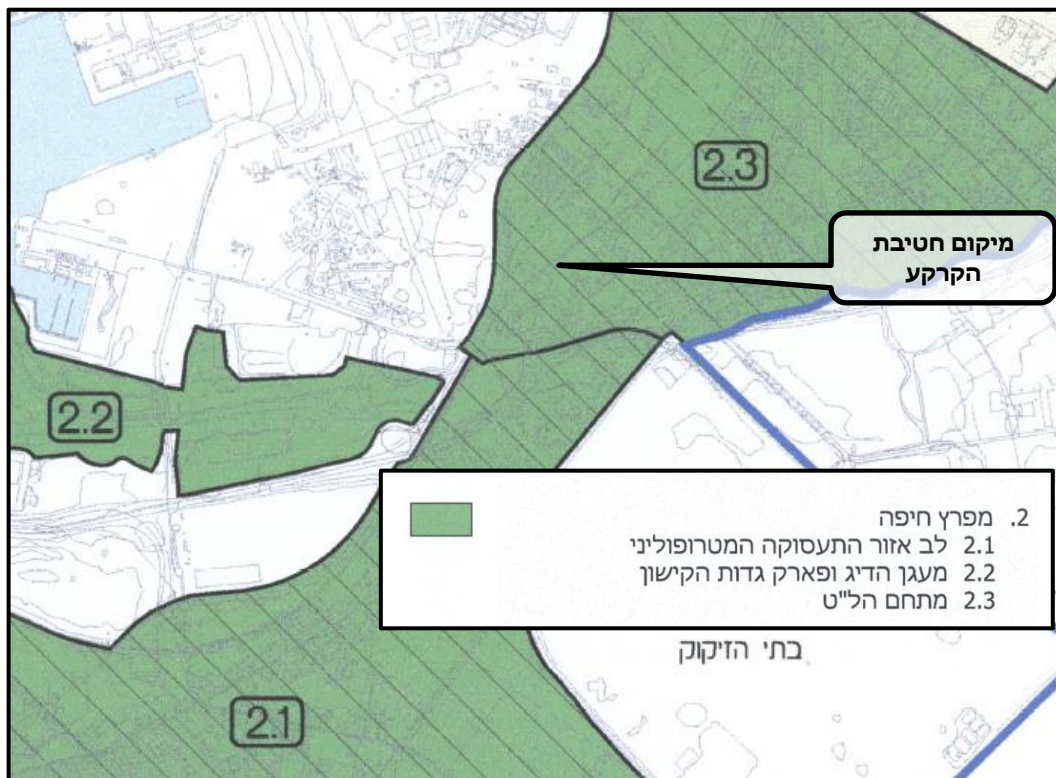 2.3
מיקום חטיבת
הקרקע
2.2
2. מפרץ חיפה
2.1 לב אזור התעסוקה המטרופוליני
2.2 מעגן הדיג ופארק גדות הקישון
2.3 מתחם הל"ט
בתי הזיקוק
2.1